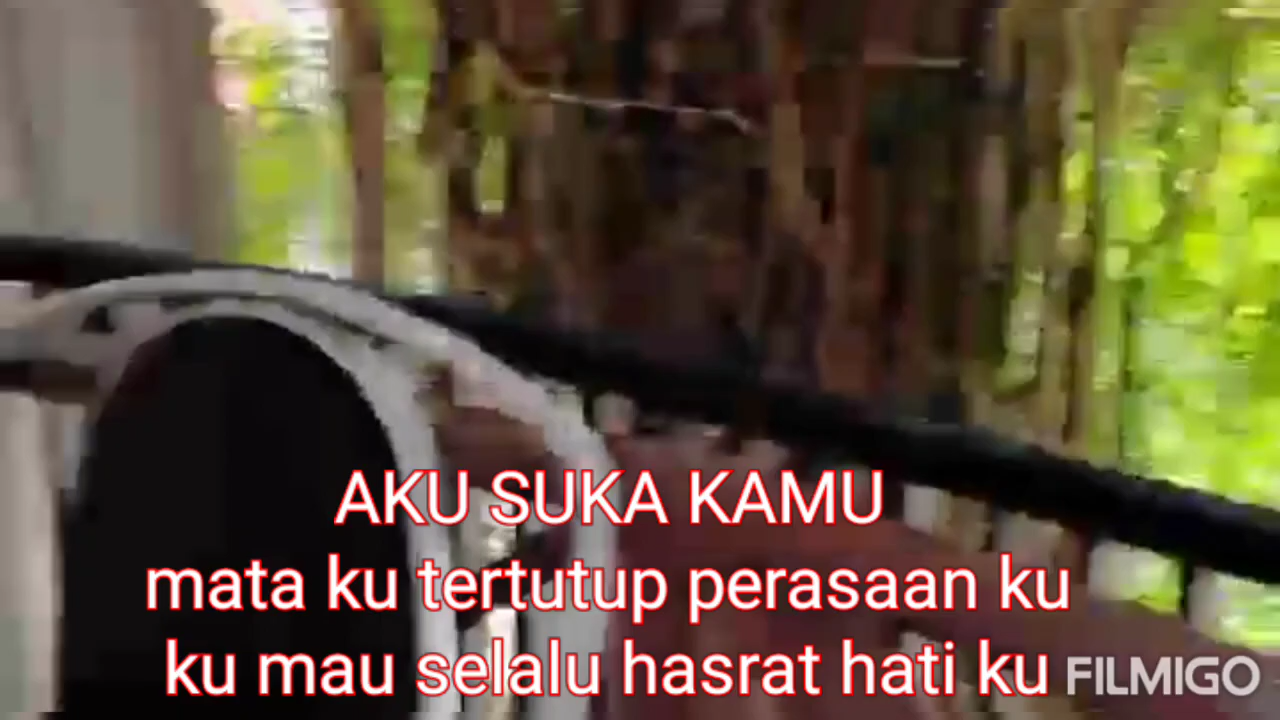 AKU SUKA KAMU
mata ku tertutup perasaan ku
ku mau selalu hasrat hati ku
FILMIGO